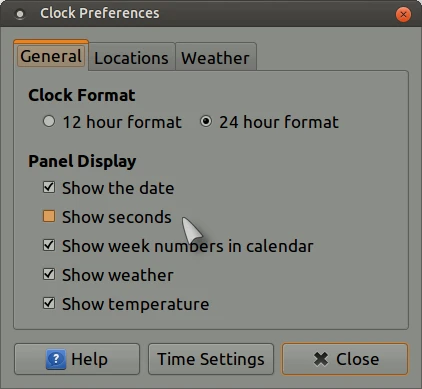 Clock Preferences
General Locations Weather
Clock Format
12 hour format 24 hour format
Panel Display
Show the date
Show seconds
Show week numbers in calendar
Show weather
Show temperature
Help Time Settings Close